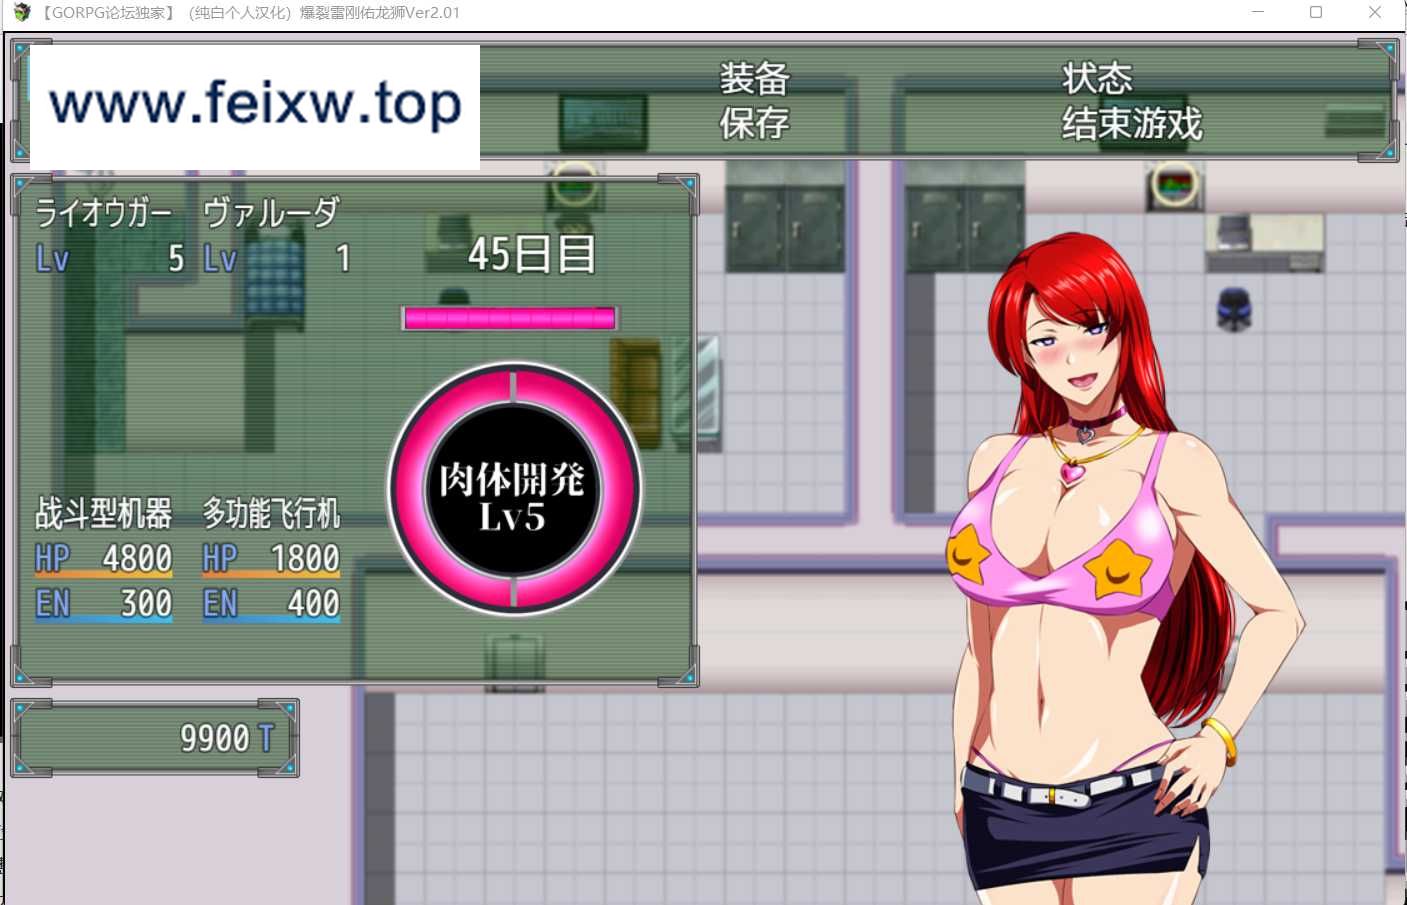 【GORPG论坛独家】（纯白个人汉化）爆裂雷刚佑龙狮Ver2.01
www.feixw.top
装备
状态
保存
结束游戏
ライオウガー ヴァルーダ
Lv 5 Lv 1
45日目
肉体開発
Lv5
战斗型机器 多功能飞行机
HP 4800 HP 1800
EN 300 EN 400
9900 T